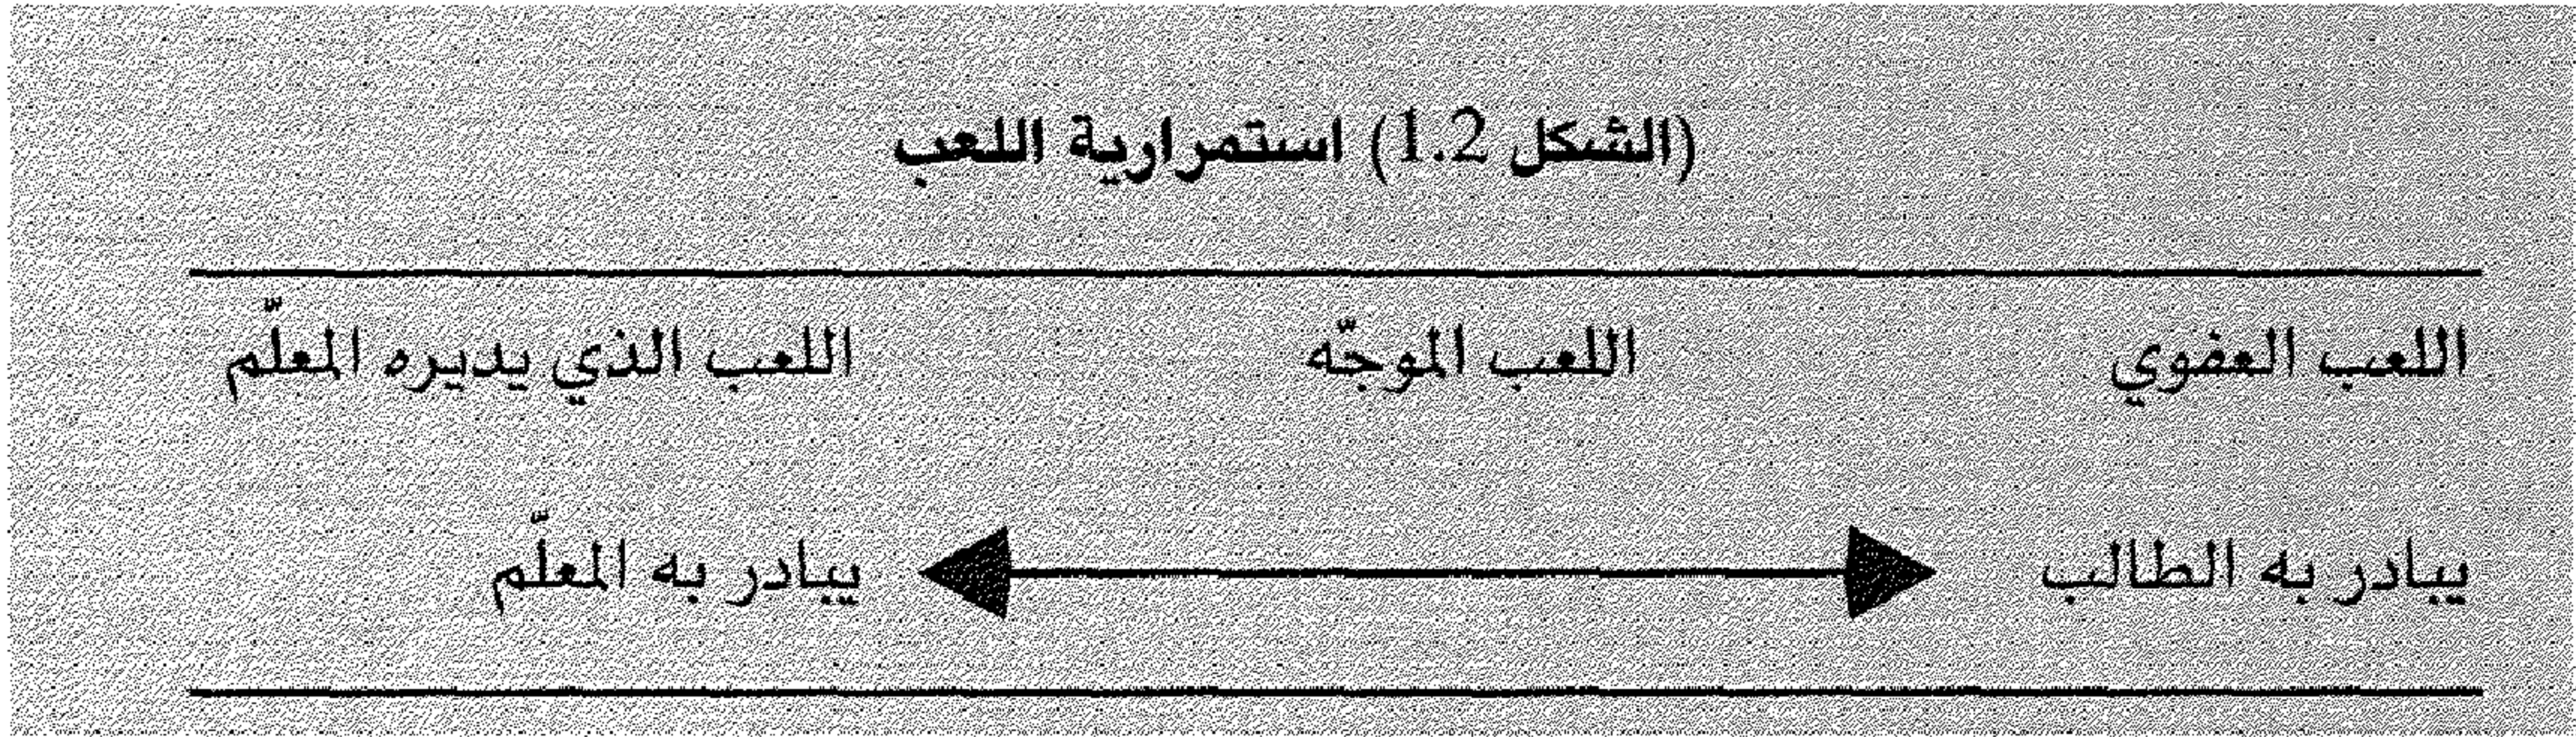 (الشكل 1.2) استمرارية اللعب
اللعب العفوي اللعب الموجّه اللعب الذي يديره المعلّم
يبادر به الطالب يبادر به المعلّم